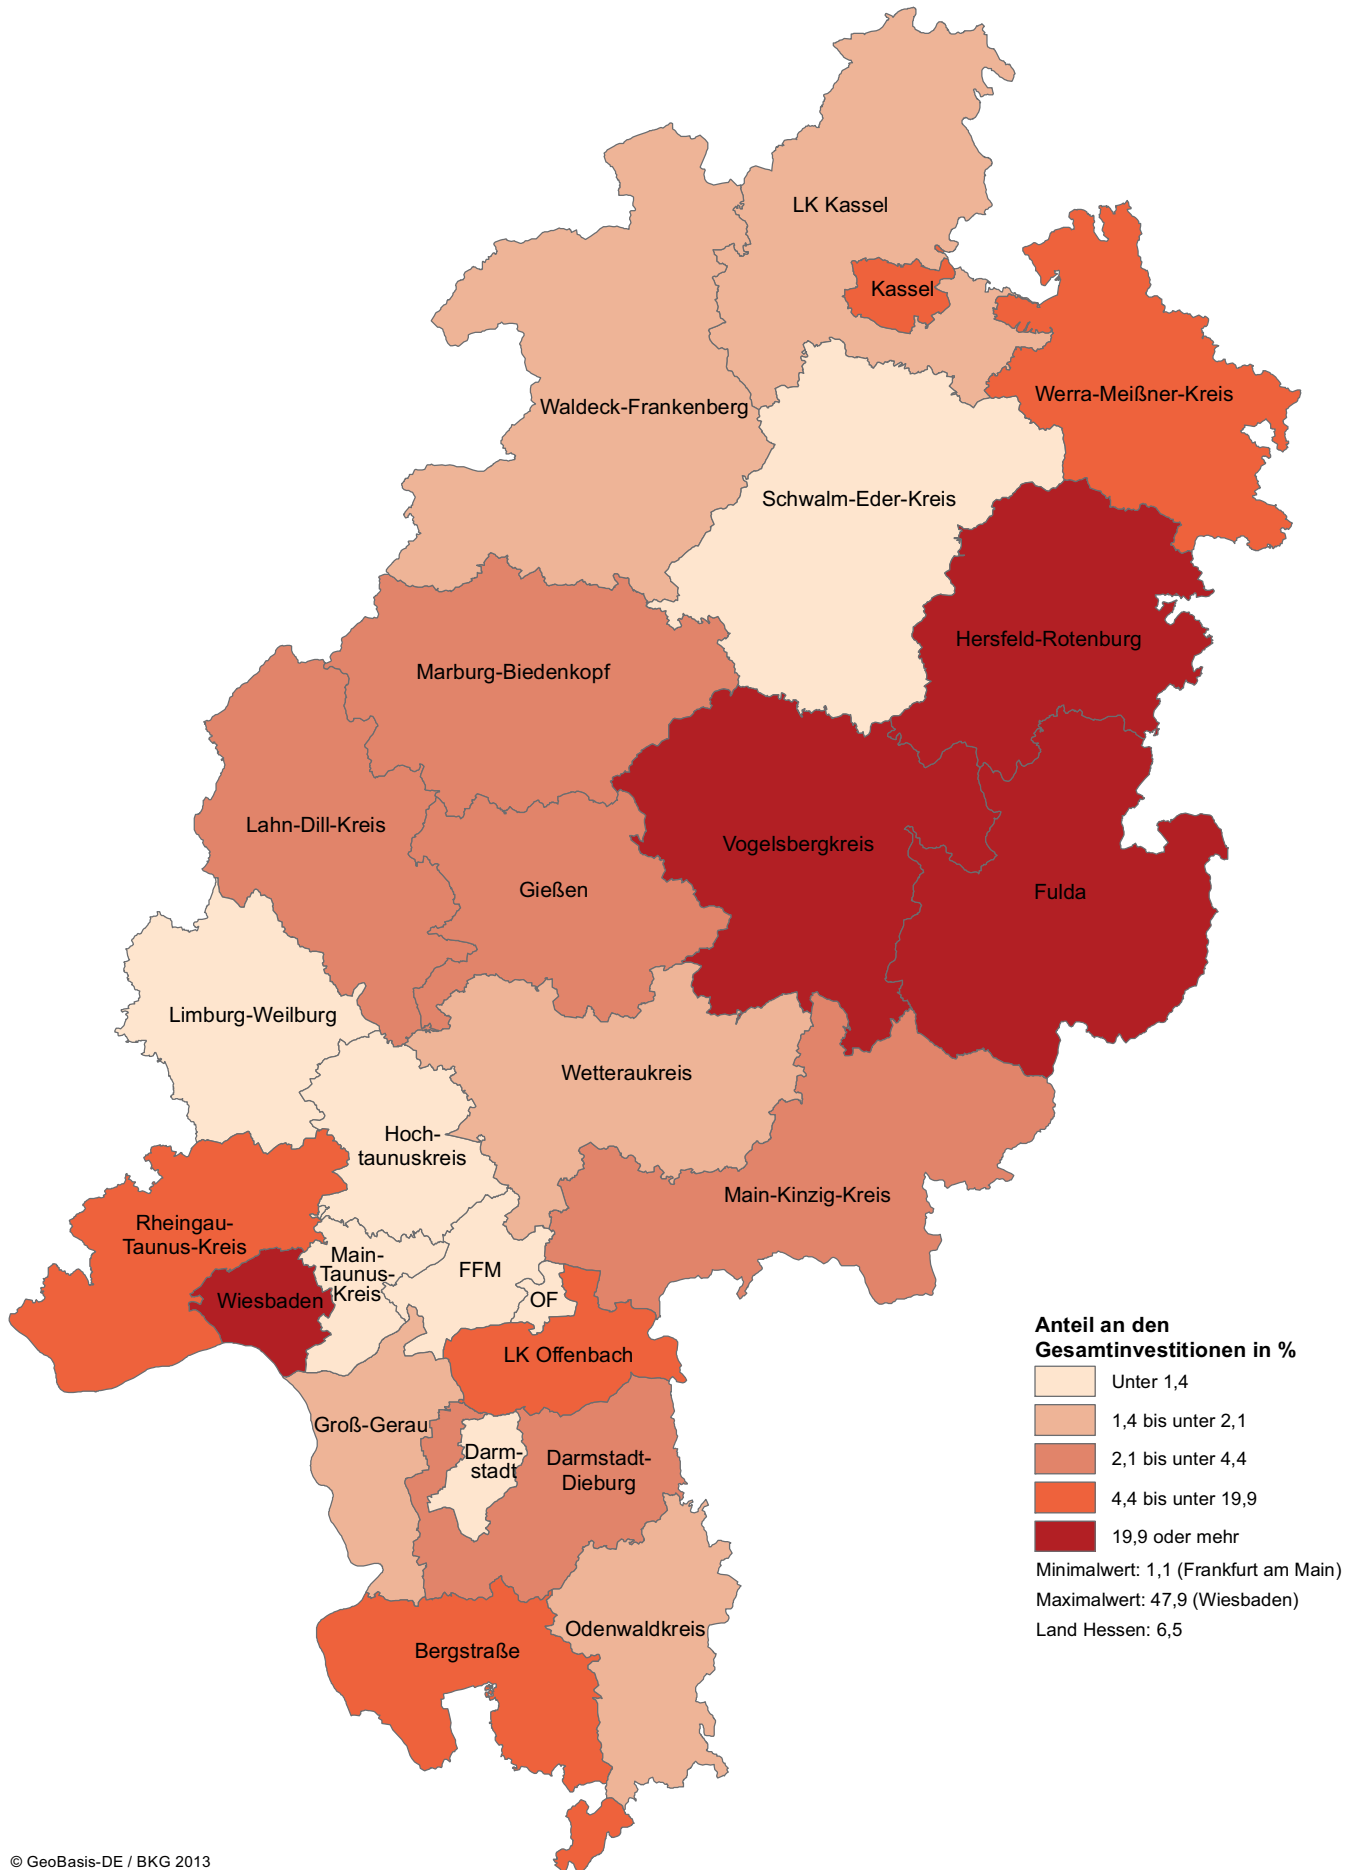 LK Kassel
Kassel
Werra-Meißner-Kreis
Waldeck-Frankenberg
Schwalm-Eder-Kreis
Hersfeld-Rotenburg
Marburg-Biedenkopf
Lahn-Dill-Kreis
Vogelsbergkreis
Gießen
Fulda
Limburg-Weilburg
Wetteraukreis
Hoch-
taunuskreis
Main-Kinzig-Kreis
Rheingau-
Taunus-Kreis
Main-
Taunus-
Kreis
FFM
OF
Wiesbaden
LK Offenbach
Groß-Gerau
Darm-
stadt
Darmstadt-
Dieburg
Odenwaldkreis
Bergstraße
Anteil an den
Gesamtinvestitionen in %
Unter 1,4
1,4 bis unter 2,1
2,1 bis unter 4,4
4,4 bis unter 19,9
19,9 oder mehr
Minimalwert: 1,1 (Frankfurt am Main)
Maximalwert: 47,9 (Wiesbaden)
Land Hessen: 6,5
© GeoBasis-DE / BKG 2013